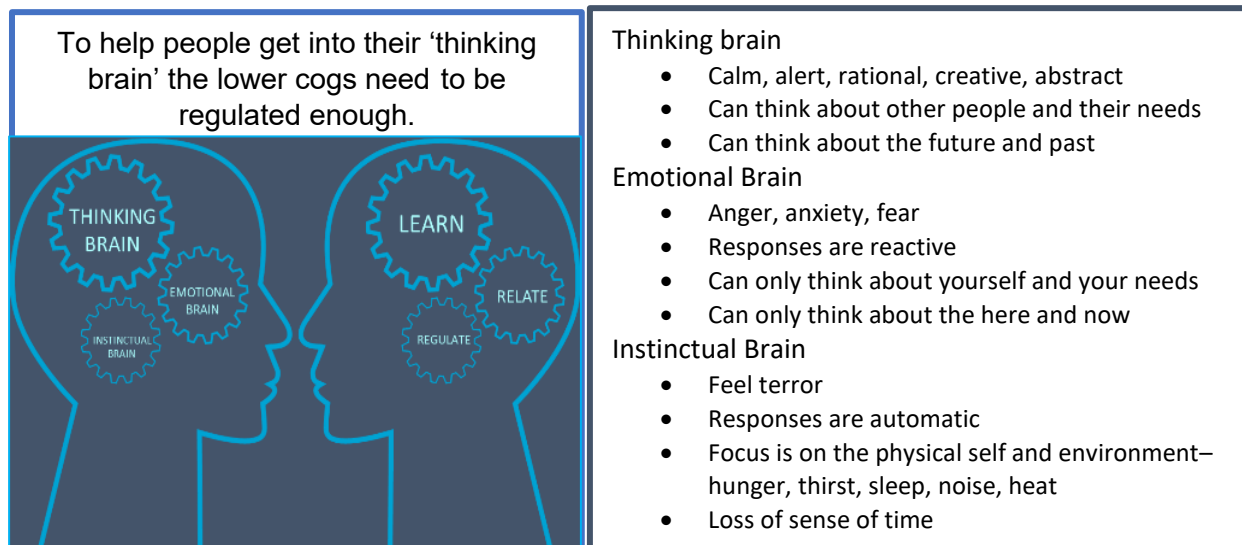 To help people get into their ‘thinking
brain’ the lower cogs need to be
regulated enough.
THINKING
BRAIN
EMOTIONAL
BRAIN
INSTINCTUAL
BRAIN
LEARN
RELATE
REGULATE
Thinking brain
• Calm, alert, rational, creative, abstract
• Can think about other people and their needs
• Can think about the future and past
Emotional Brain
• Anger, anxiety, fear
• Responses are reactive
• Can only think about yourself and your needs
• Can only think about the here and now
Instinctual Brain
• Feel terror
• Responses are automatic
• Focus is on the physical self and environment–
hunger, thirst, sleep, noise, heat
• Loss of sense of time